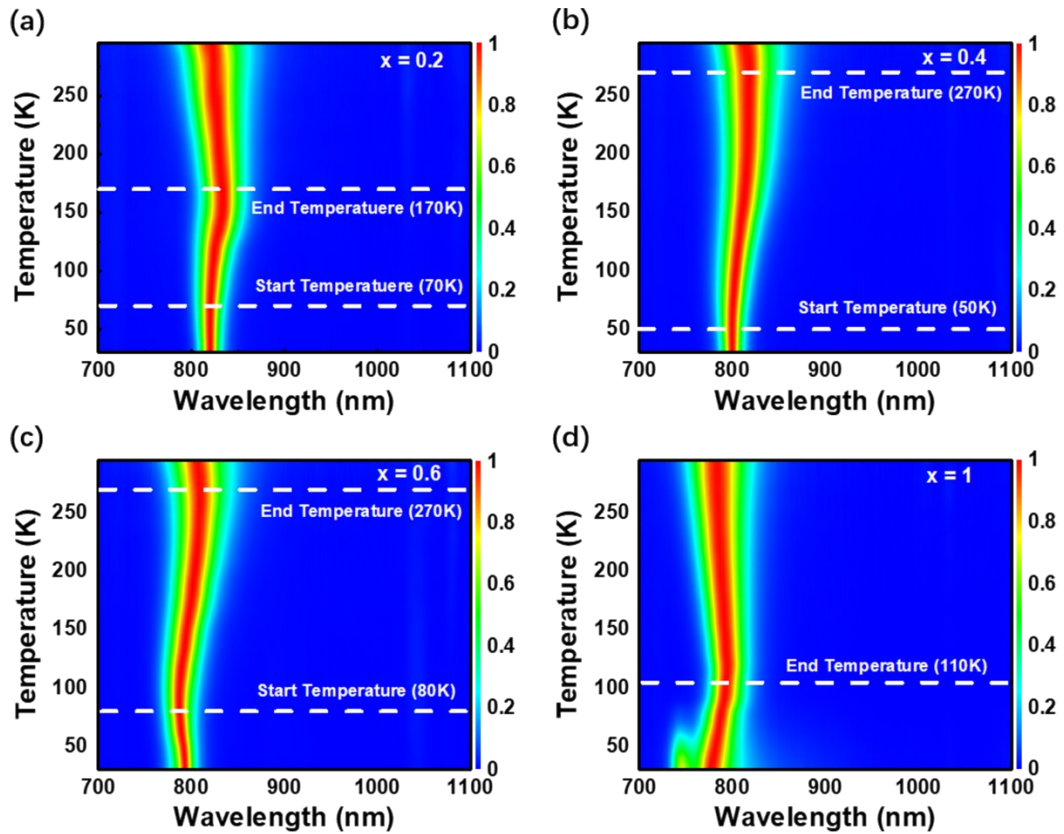 (a)
x = 0.2
End Temperatuere (170K)
Start Temperatuere (70K)
Temperature (K)
250
200
150
100
50
700 800 900 1000 1100
Wavelength (nm)
1
0.8
0.6
0.4
0.2
0
(b)
x = 0.4
End Temperature (270K)
Start Temperature (50K)
Temperature (K)
250
200
150
100
50
700 800 900 1000 1100
Wavelength (nm)
1
0.8
0.6
0.4
0.2
0
(c)
x = 0.6
End Temperature (270K)
Start Temperature (80K)
Temperature (K)
250
200
150
100
50
700 800 900 1000 1100
Wavelength (nm)
1
0.8
0.6
0.4
0.2
0
(d)
x = 1
End Temperature (110K)
Temperature (K)
250
200
150
100
50
700 800 900 1000 1100
Wavelength (nm)
1
0.8
0.6
0.4
0.2
0